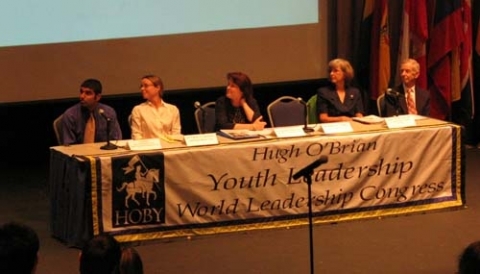 Hugh O'Brian
Youth Leadership
World Leadership Congress
HOBY